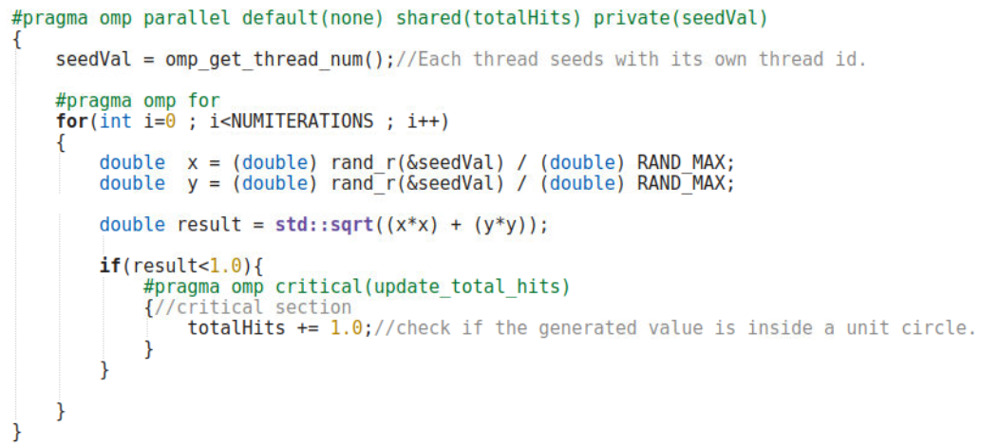 #pragma omp parallel default(none) shared(totalHits) private(seedVal)
{
    seedVal = omp_get_thread_num();//Each thread seeds with its own thread id.

    #pragma omp for
    for(int i=0 ; i<NUMITERATIONS ; i++)
    {
        double  x = (double) rand_r(&seedVal) / (double) RAND_MAX;
        double  y = (double) rand_r(&seedVal) / (double) RAND_MAX;

        double result = std::sqrt((x*x) + (y*y));

        if(result<1.0){
            #pragma omp critical(update_total_hits)
            {//critical section
                totalHits += 1.0;//check if the generated value is inside a unit circle.
            }
        }

    }
}